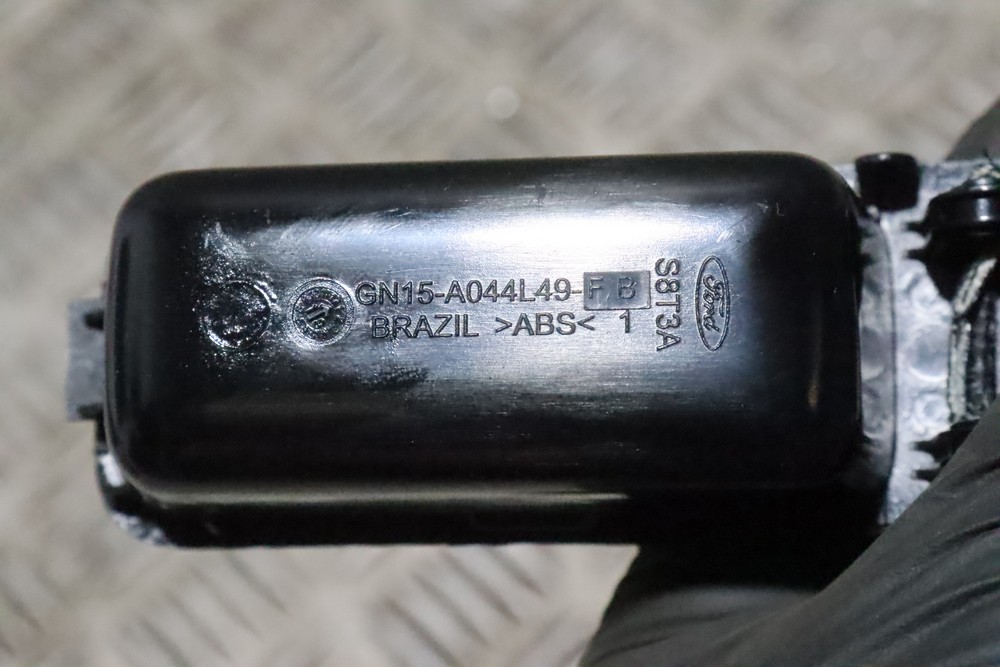 GN15-A044L49-FB
BRAZIL >ABS< 1
S8T3A
Ford